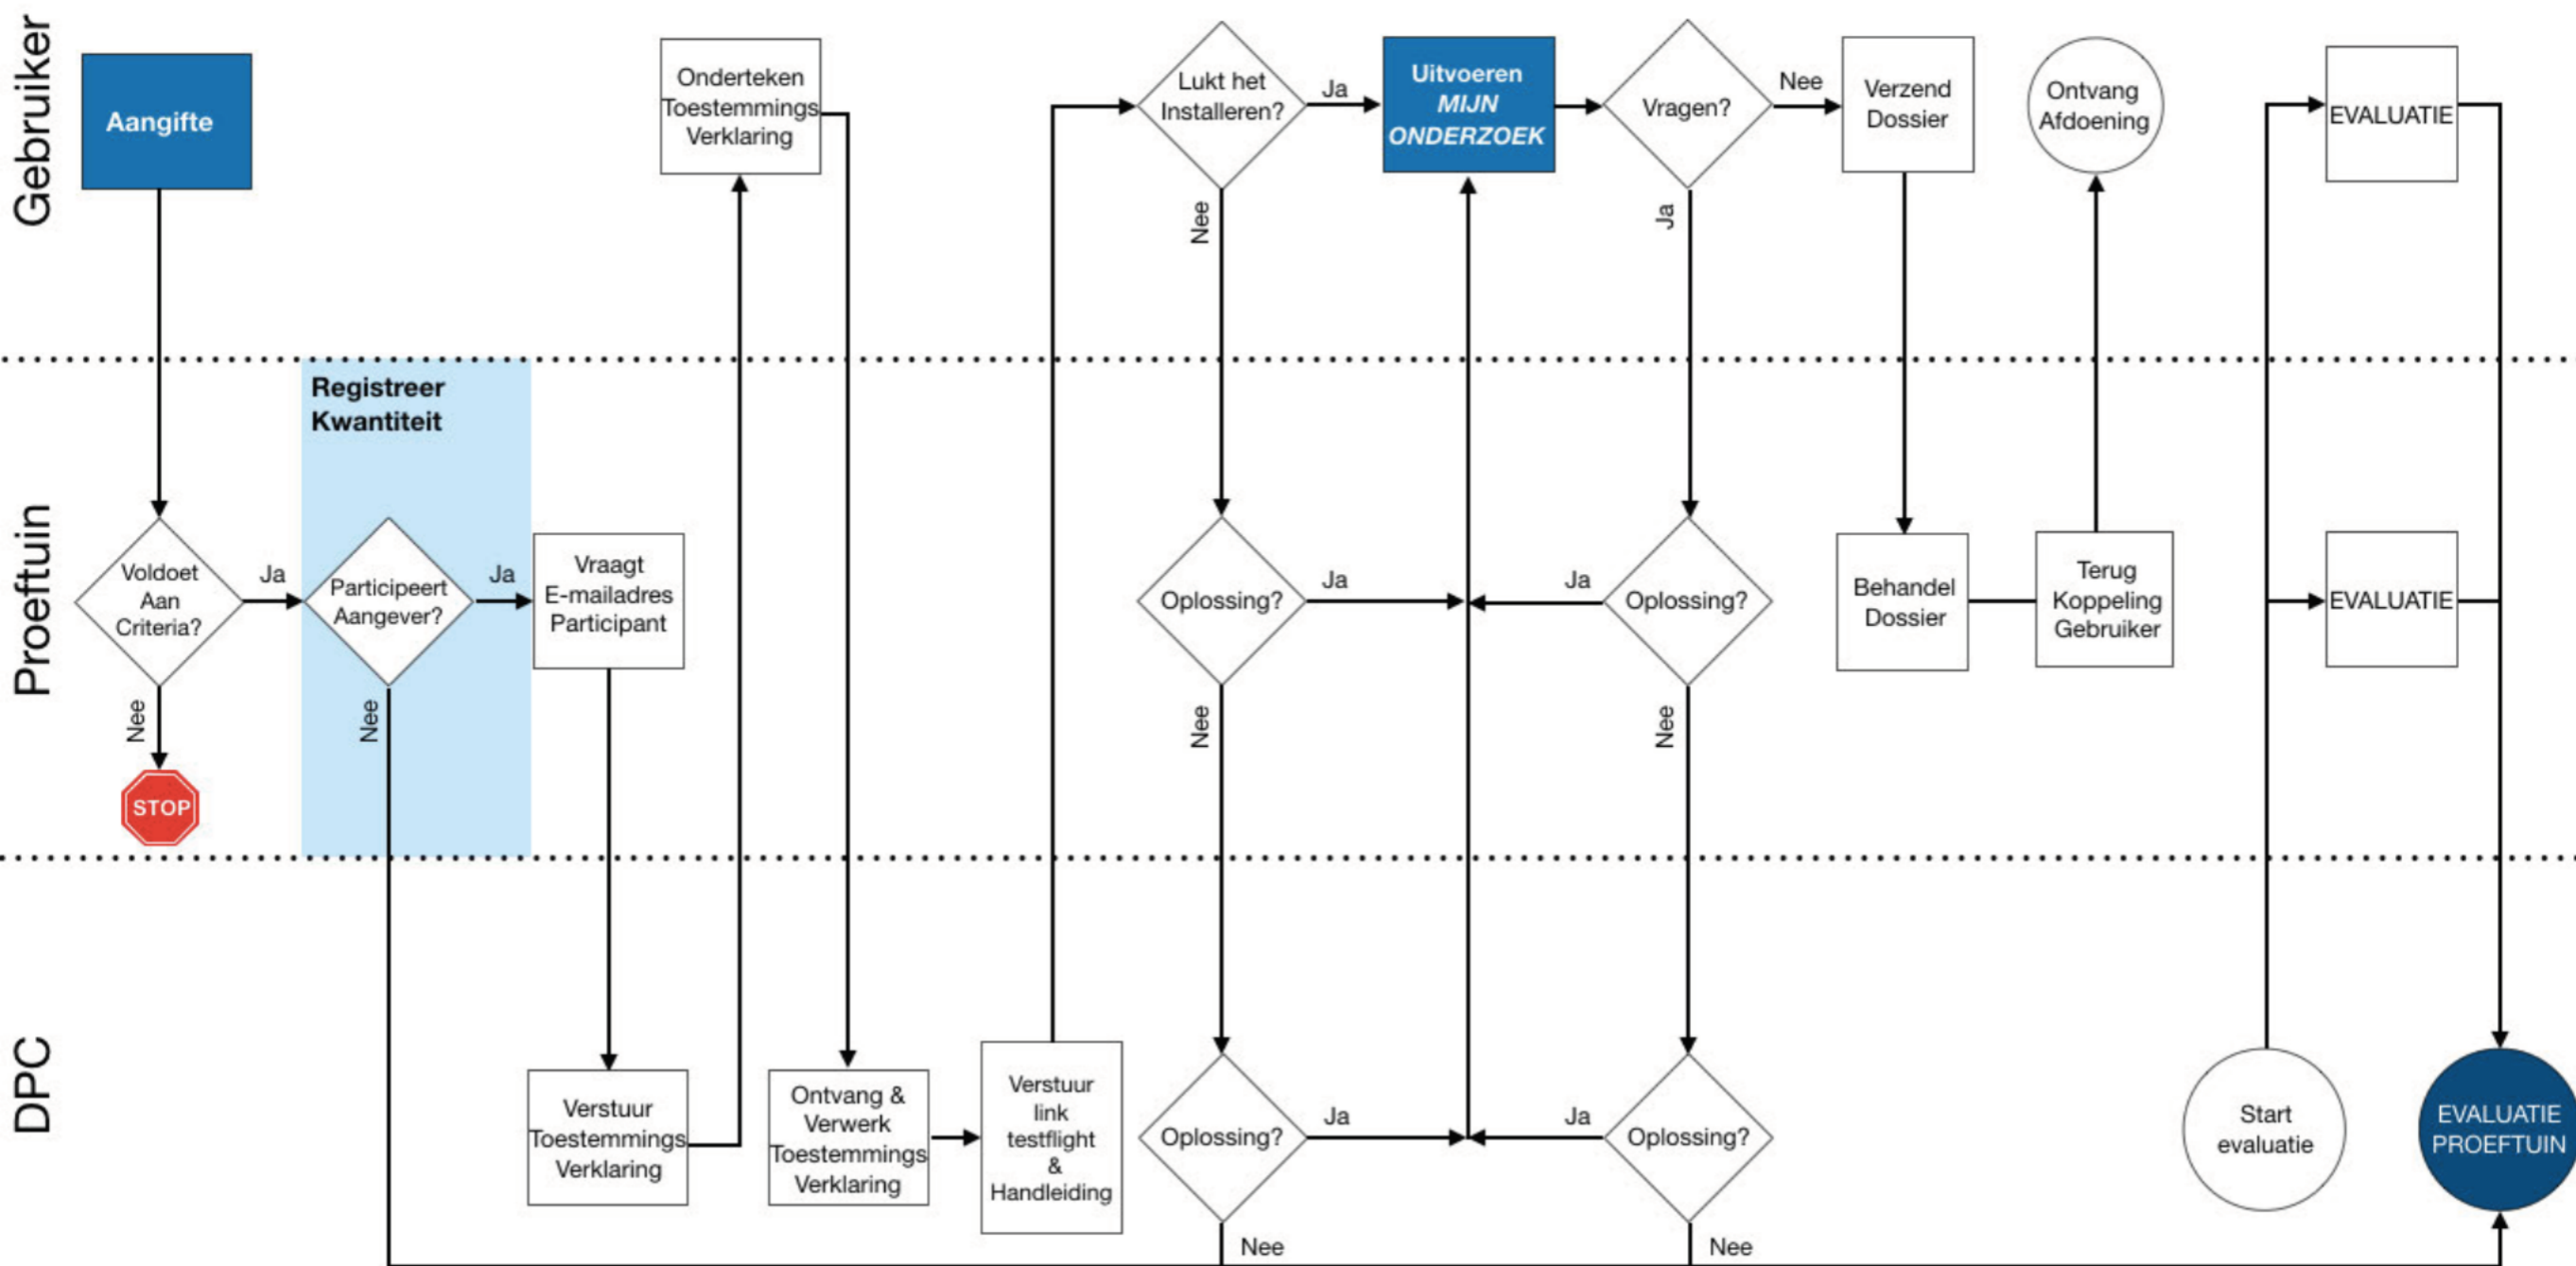 Gebruiker
Aangifte
Onderteken
Toestemmings
Verklaring
Lukt het
Installeren?
Ja
Nee
Uitvoeren
MIJN
ONDERZOEK
Vragen?
Nee
Ja
Verzend
Dossier
Ontvang
Afdoening
EVALUATIE
Proeftuin
Registreer
Kwantiteit
Voldoet
Aan
Criteria?
Ja
Nee
STOP
Participeert
Aangever?
Ja
Nee
Vraagt
E-mailadres
Participant
Oplossing?
Ja
Nee
Ja
Oplossing?
Nee
Behandel
Dossier
Terug
Koppeling
Gebruiker
EVALUATIE
DPC
Verstuur
Toestemmings
Verklaring
Ontvang &
Verwerk
Toestemmings
Verklaring
Verstuur
link
testflight
&
Handleiding
Oplossing?
Ja
Nee
Ja
Oplossing?
Nee
Start
evaluatie
EVALUATIE
PROEFTUIN